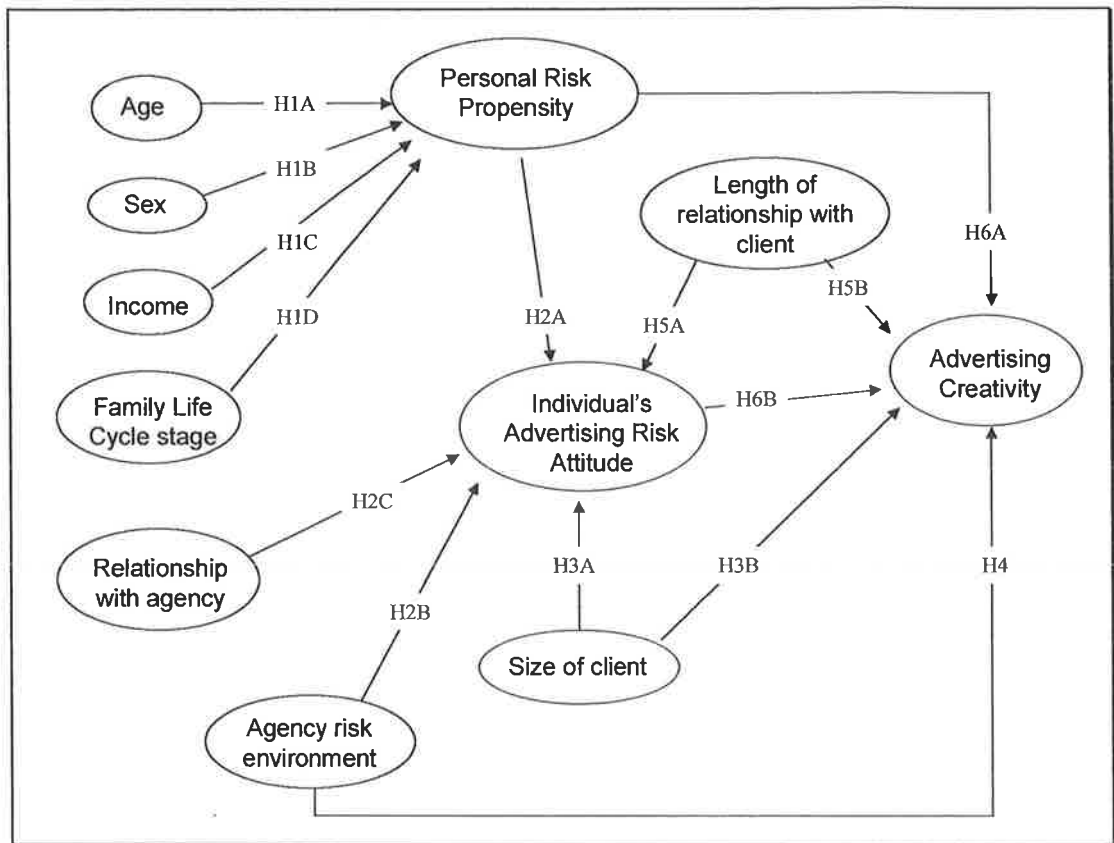 Personal Risk
Propensity
Age
H1A
H1B
Sex
Length of
relationship with
client
H1C
H6A
Income
H5B
H1D
H2A
H5A
Advertising
Creativity
Family Life
Cycle stage
Individual's
Advertising Risk
Attitude
H6B
H2C
Relationship
with agency
H3A
H3B
H4
H2B
Size of client
Agency risk
environment